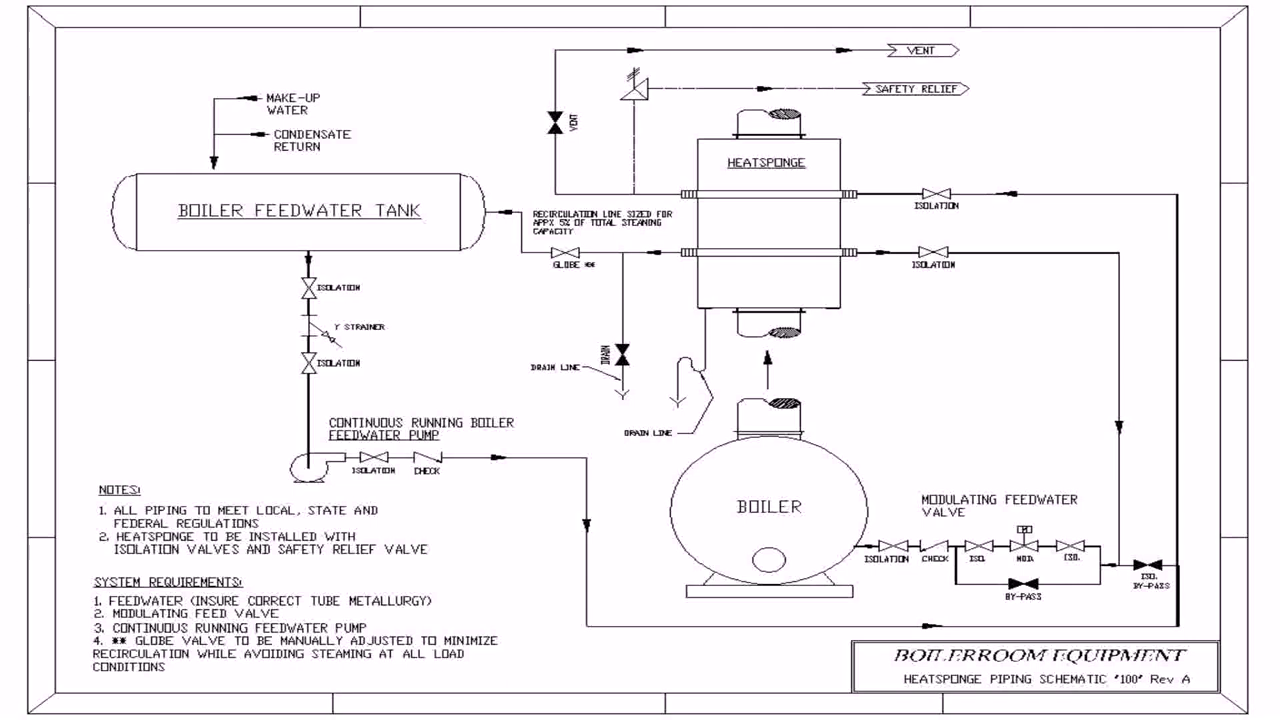 VENT
SAFETY RELIEF
MAKE-UP
WATER
CONDENSATE
RETURN
VENT
HEATSPONGE
BOILER FEEDWATER TANK
ISOLATION
RECIRCULATION LINE SIZED FOR
APPX 5% OF TOTAL STEAMING
CAPACITY
GLOBE **
ISOLATION
ISOLATION
Y STRAINER
DRAIN
ISOLATION
DRAIN LINE
CONTINUOUS RUNNING BOILER
FEEDWATER PUMP
DRAIN LINE
ISOLATION
CHECK
NOTES:
1. ALL PIPING TO MEET LOCAL, STATE AND
FEDERAL REGULATIONS
2. HEATSPONGE TO BE INSTALLED WITH
ISOLATION VALVES AND SAFETY RELIEF VALVE
BOILER
MODULATING FEEDWATER
VALVE
M
ISOLATION
CHECK
ISO.
MOD.
ISO.
BY-PASS
ISO.
BY-PASS
SYSTEM REQUIREMENTS:
1. FEEDWATER (INSURE CORRECT TUBE METALLURGY)
2. MODULATING FEED VALVE
3. CONTINUOUS RUNNING FEEDWATER PUMP
4. ** GLOBE VALVE TO BE MANUALLY ADJUSTED TO MINIMIZE
RECIRCULATION WHILE AVOIDING STEAMING AT ALL LOAD
CONDITIONS
BOILERROOM EQUIPMENT
HEATSPONGE PIPING SCHEMATIC "100" Rev A